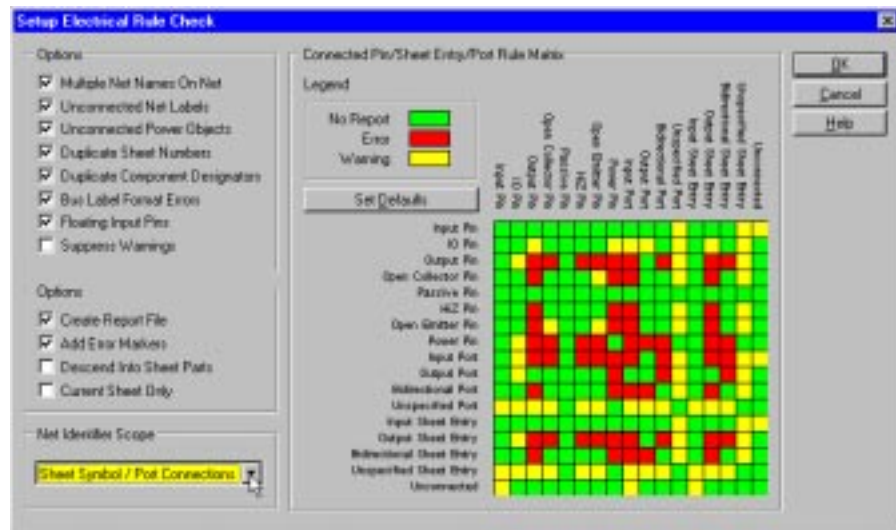 Setup Electrical Rule Check
Options
Multiple Net Names On Net
Unconnected Net Labels
Unconnected Power Objects
Duplicate Sheet Numbers
Duplicate Component Designators
Bus Label Format Errors
Floating Input Pins
Suppress Warnings
Options
Create Report File
Add Error Markers
Descend Into Sheet Parts
Current Sheet Only
Net Identifier Scope
Sheet Symbol / Port Connections
Connected Pin/Sheet Entry/Port Rule Matrix
Legend
No Report
Error
Warning
Set Defaults
Input Pin
IO Pin
Output Pin
Open Collector Pin
Passive Pin
HiZ Pin
Open Emitter Pin
Power Pin
Input Port
Output Port
Bidirectional Port
Unspecified Port
Input Sheet Entry
Output Sheet Entry
Bidirectional Sheet Entry
Unspecified Sheet Entry
Unconnected
Input Pin
IO Pin
Output Pin
Open Collector Pin
Passive Pin
HiZ Pin
Open Emitter Pin
Power Pin
Input Port
Output Port
Bidirectional Port
Unspecified Port
Input Sheet Entry
Output Sheet Entry
Bidirectional Sheet Entry
Unspecified Sheet Entry
Unconnected
OK
Cancel
Help